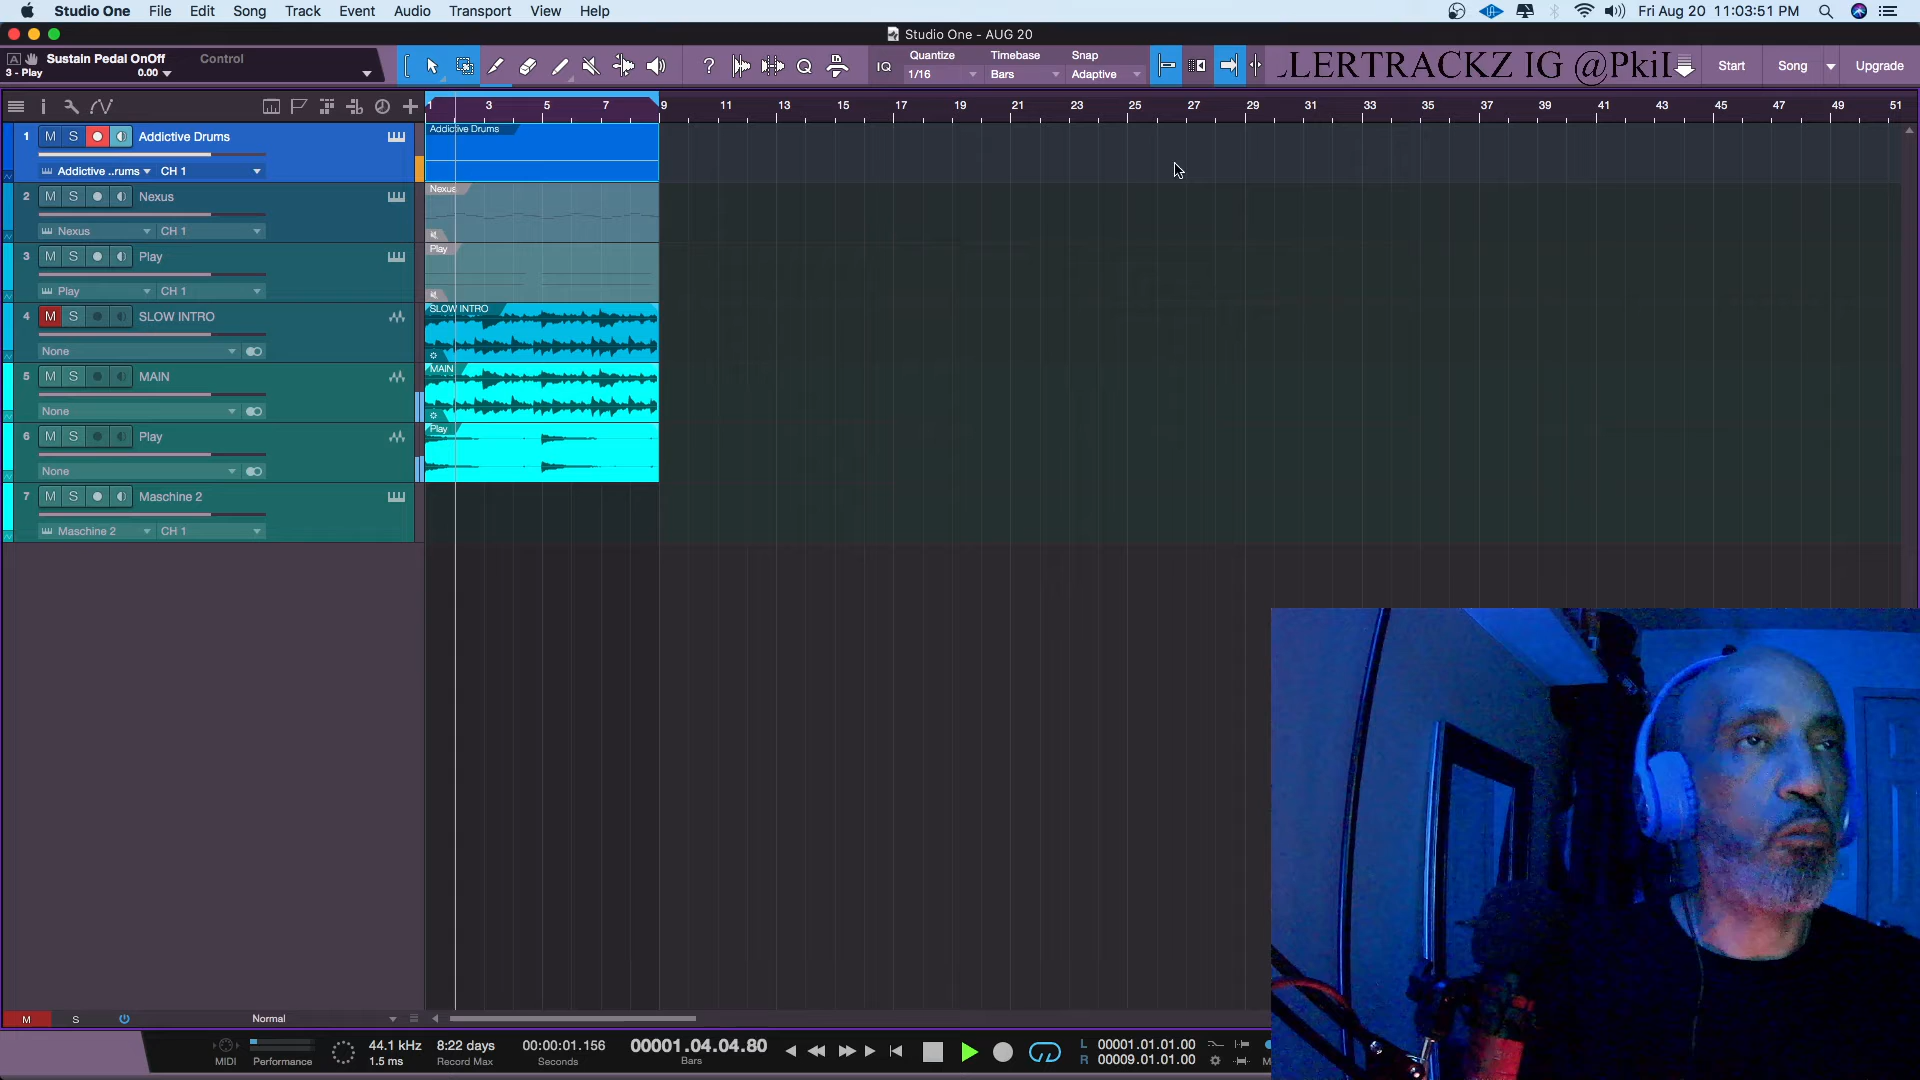 Studio One File Edit Song Track Event Audio Transport View Help
Fri Aug 20 11:03:51 PM
Studio One - AUG 20
Sustain Pedal OnOff
Control
3 - Play
0.00
IQ
Quantize
1/16
Timebase
Bars
Snap
Adaptive
LERTRACKZ IG @PkiI
Start
Song
Upgrade
1 3 5 7 9 11 13 15 17 19 21 23 25 27 29 31 33 35 37 39 41 43 45 47 49 51
1 M S Addictive Drums
Addictive ..rums CH 1
Addictive Drums
2 M S Nexus
Nexus CH 1
Nexus
3 M S Play
Play CH 1
Play
4 M S SLOW INTRO
None
SLOW INTRO
5 M S MAIN
None
MAIN
6 M S Play
None
Play
7 M S Maschine 2
Maschine 2 CH 1
M S Normal
MIDI
Performance
44.1 kHz
1.5 ms
8:22 days
Record Max
00:00:01.156
Seconds
00001.04.04.80
Bars
L 00001.01.01.00
R 00009.01.01.00